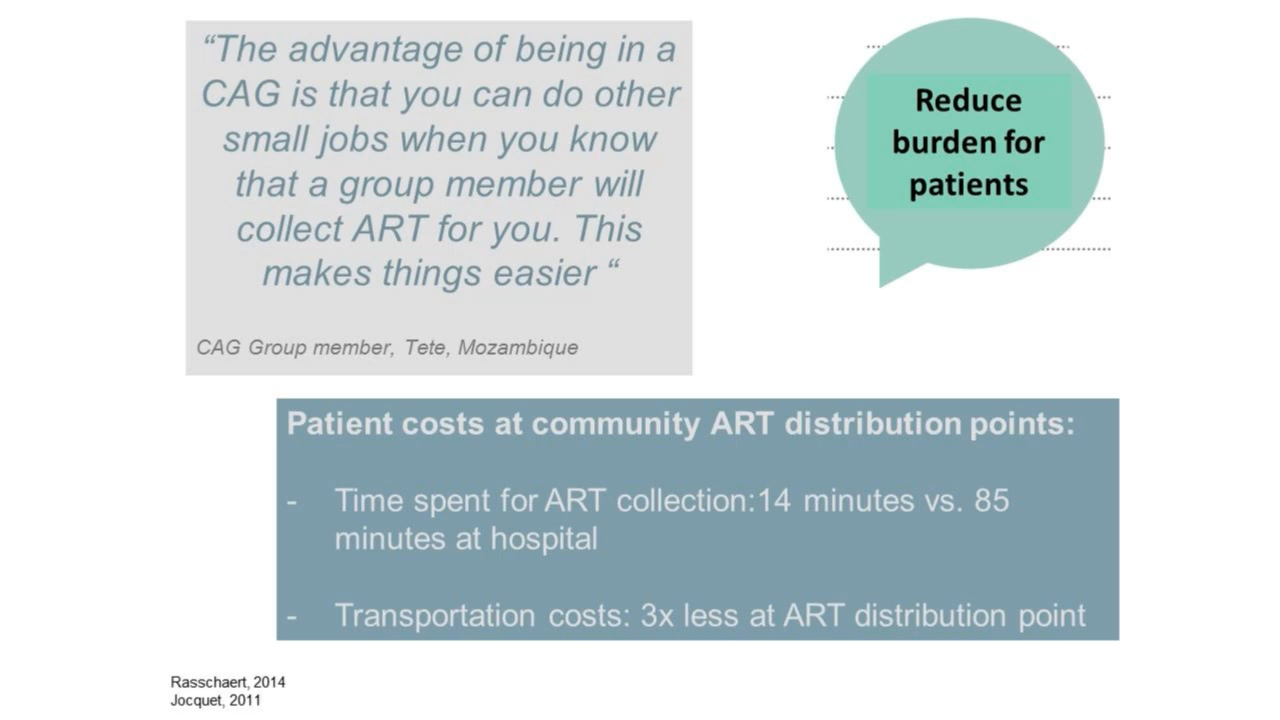 “The advantage of being in a
CAG is that you can do other
small jobs when you know
that a group member will
collect ART for you. This
makes things easier “
CAG Group member, Tete, Mozambique
Reduce
burden for
patients
Patient costs at community ART distribution points:
- Time spent for ART collection:14 minutes vs. 85
minutes at hospital
- Transportation costs: 3x less at ART distribution point
Rasschaert, 2014
Jocquet, 2011